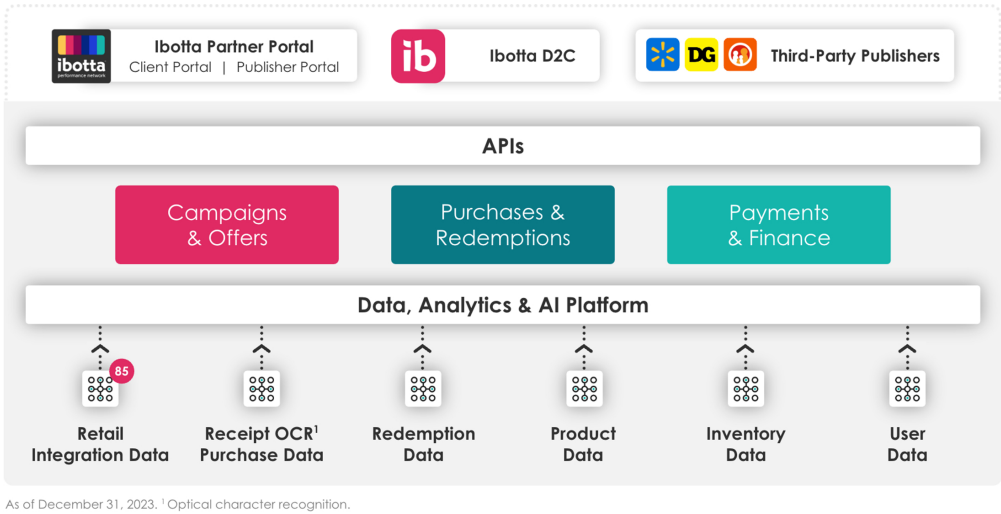 ibotta
performance network
Ibotta Partner Portal
Client Portal | Publisher Portal
ib
Ibotta D2C
DG
Third-Party Publishers
APIs
Campaigns
& Offers
Purchases &
Redemptions
Payments
& Finance
Data, Analytics & AI Platform
85
Retail
Integration Data
Receipt OCR¹
Purchase Data
Redemption
Data
Product
Data
Inventory
Data
User
Data
As of December 31, 2023. ¹ Optical character recognition.